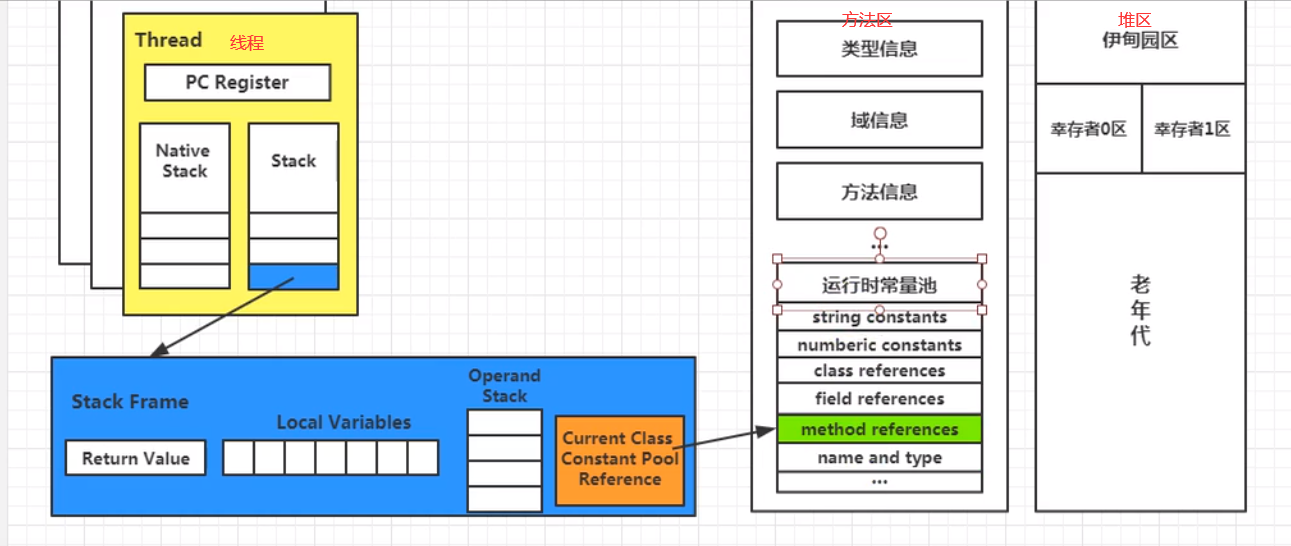 Thread
线程
PC Register
Native
Stack
Stack
Stack Frame
Return Value
Local Variables
Operand
Stack
Current Class
Constant Pool
Reference
方法区
类型信息
域信息
方法信息
...
运行时常量池
string constants
numberic constants
class references
field references
method references
name and type
...
堆区
伊甸园区
幸存者0区
幸存者1区
老
年
代